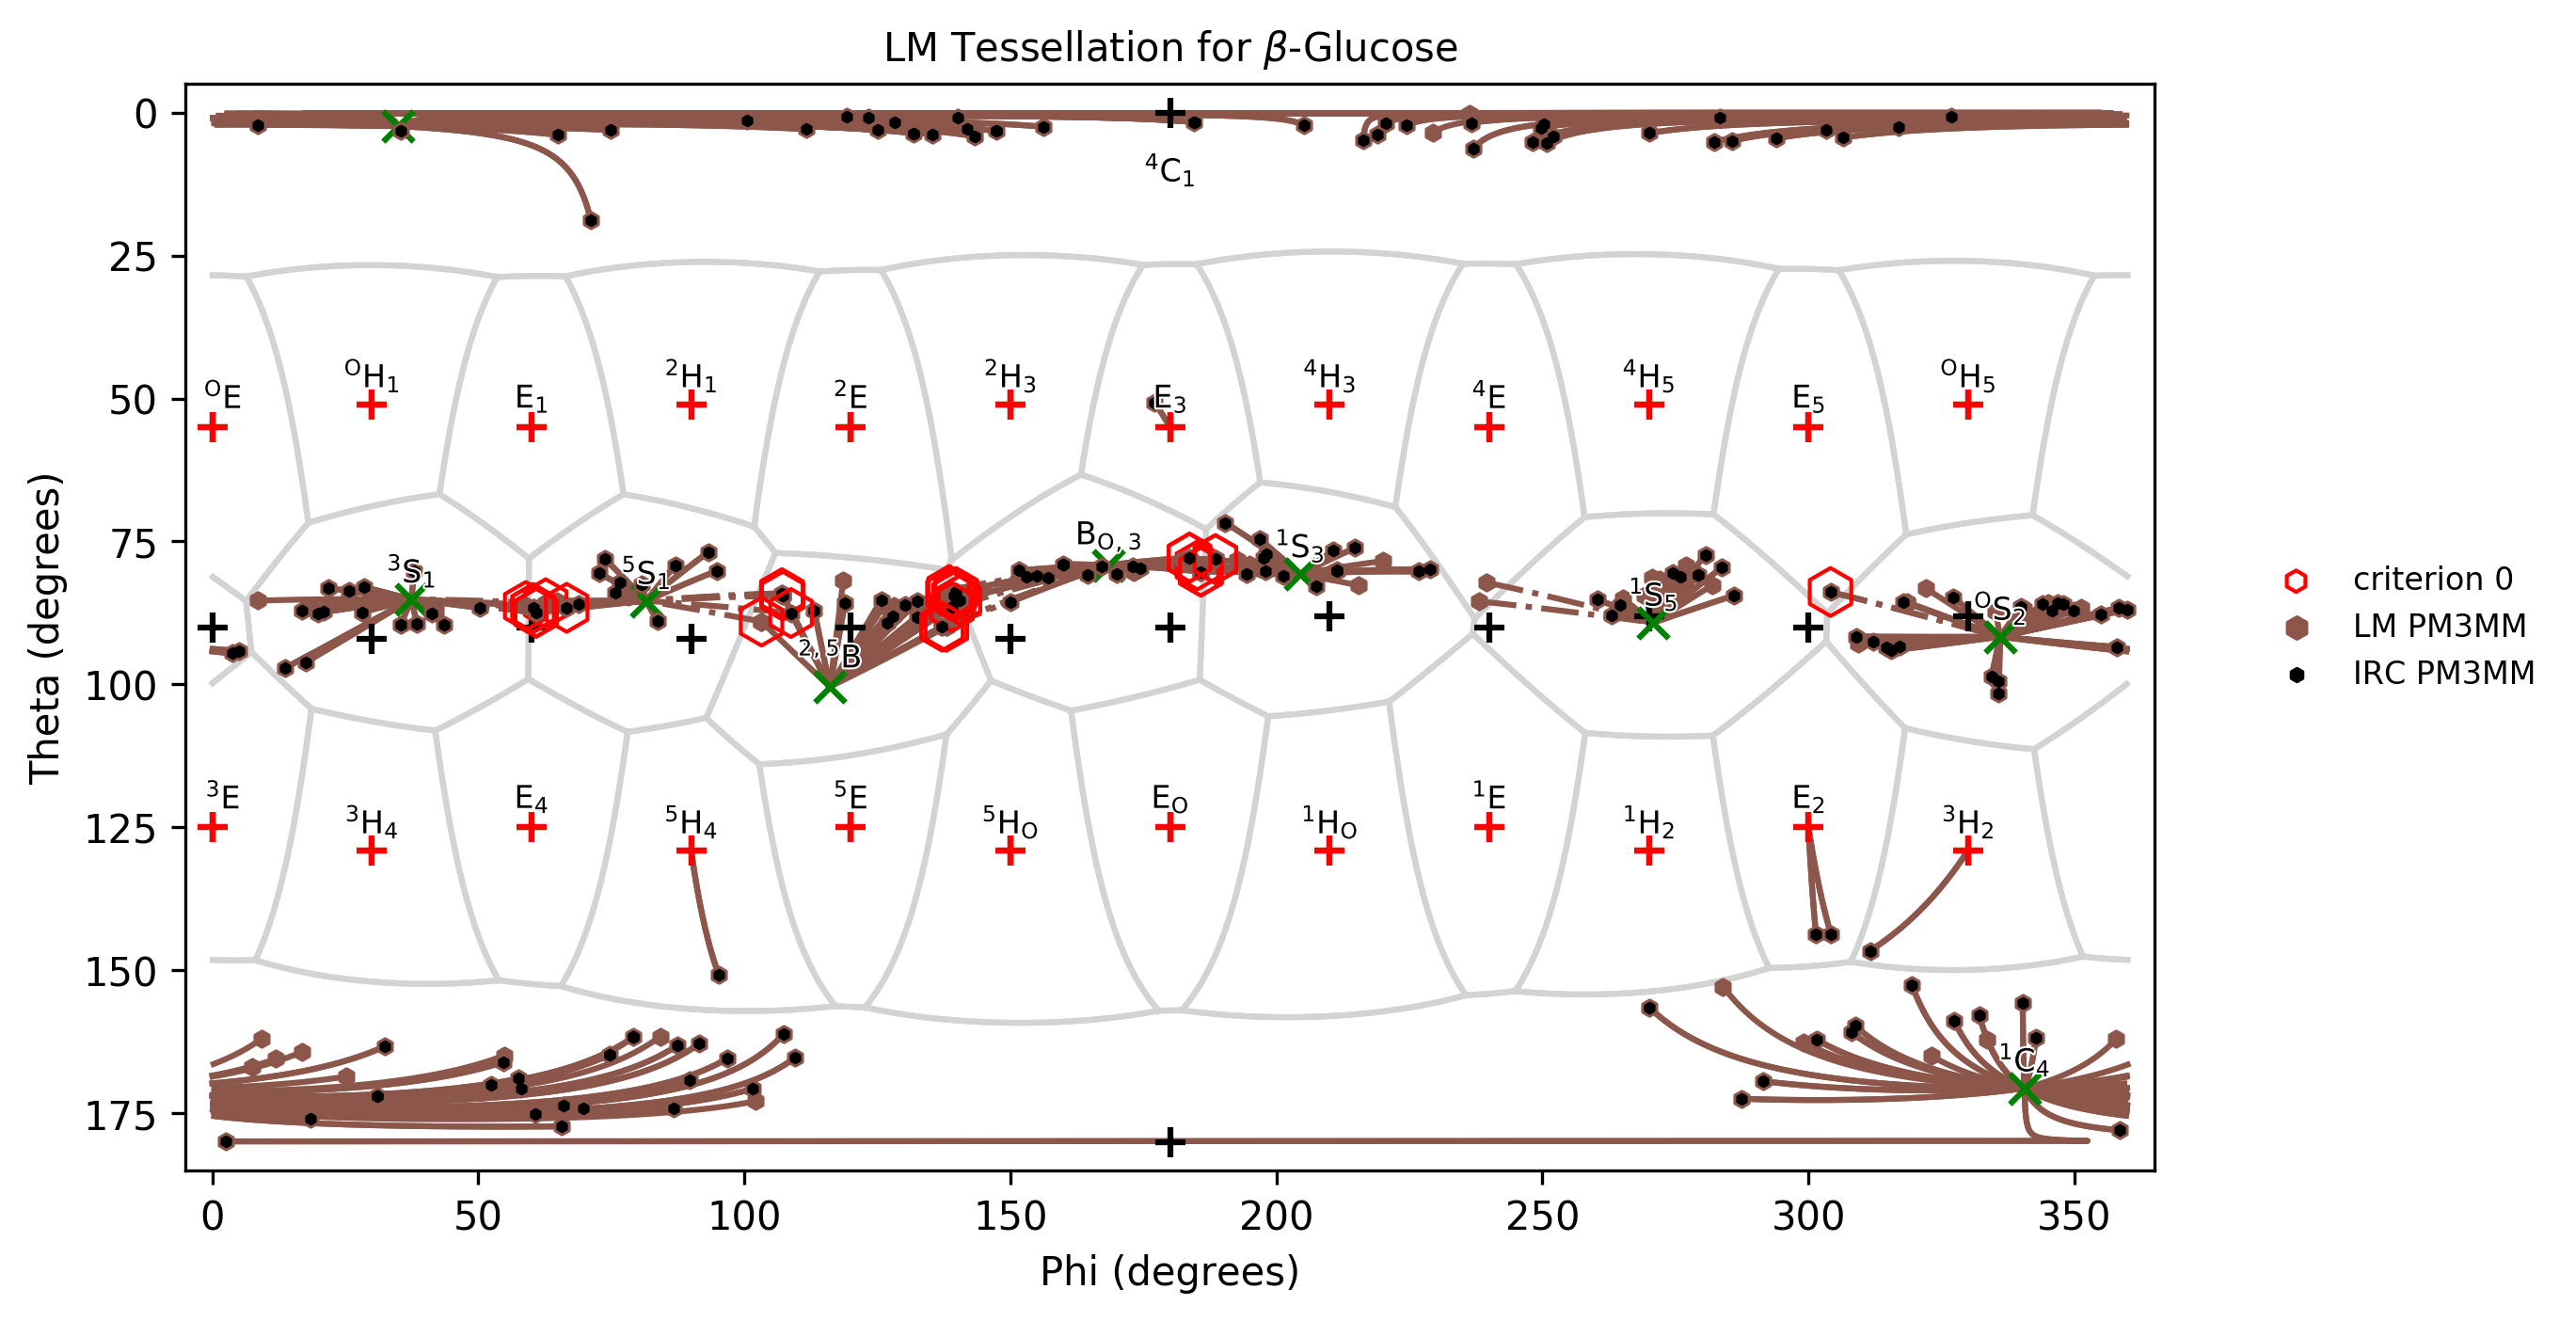 LM Tessellation for β-Glucose
0
25
50
75
100
125
150
175
Theta (degrees)
⁴C₁
ᴼE ᴼH₁ E₁ ²H₁ ²E ²H₃ E₃ ⁴H₃ ⁴E ⁴H₅ E₅ ᴼH₅
³S₁ ⁵S₁ ²,⁵B B_O,₃ ¹S₃ ¹S₅ ᴼS₂
³E ³H₄ E₄ ⁵H₄ ⁵E ⁵H_O E_O ¹H_O ¹E ¹H₂ E₂ ³H₂
¹C₄
0 50 100 150 200 250 300 350
Phi (degrees)
criterion 0
LM PM3MM
IRC PM3MM